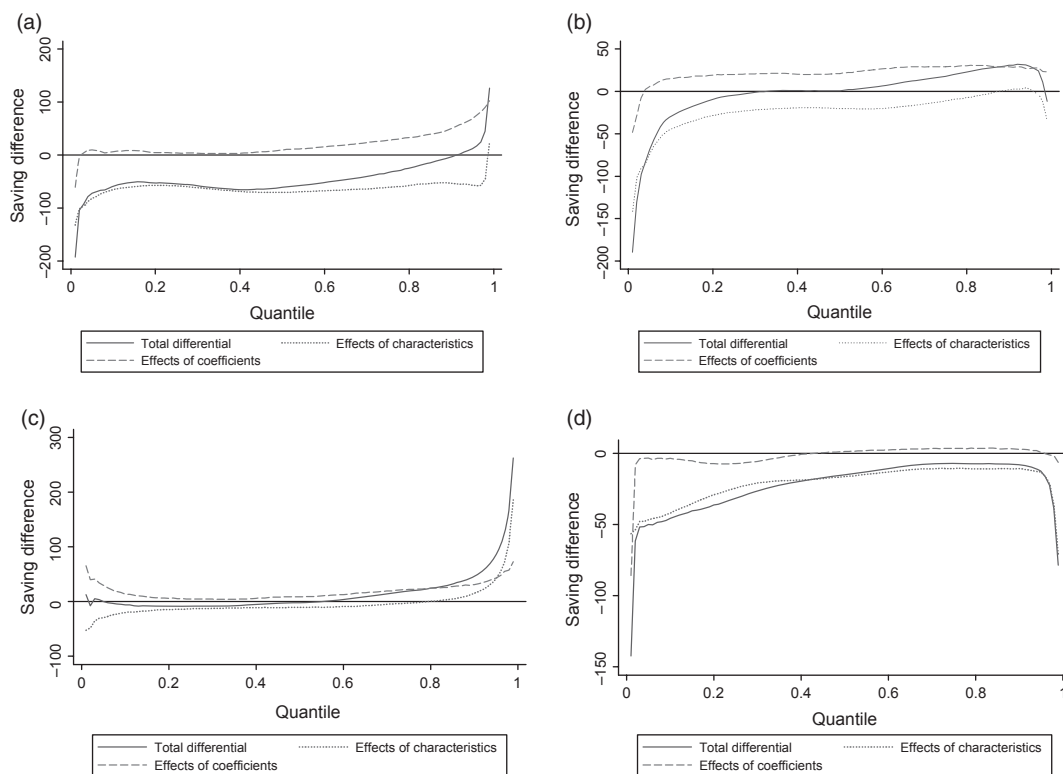 (a)
Saving difference
200
100
0
−100
−200
0 0.2 0.4 0.6 0.8 1
Quantile
Total differential Effects of characteristics
Effects of coefficients
(b)
Saving difference
50
0
−50
−100
−150
−200
0 0.2 0.4 0.6 0.8 1
Quantile
Total differential Effects of characteristics
Effects of coefficients
(c)
Saving difference
300
200
100
0
−100
0 0.2 0.4 0.6 0.8 1
Quantile
Total differential Effects of characteristics
Effects of coefficients
(d)
Saving difference
0
−50
−100
−150
0 0.2 0.4 0.6 0.8 1
Quantile
Total differential Effects of characteristics
Effects of coefficients